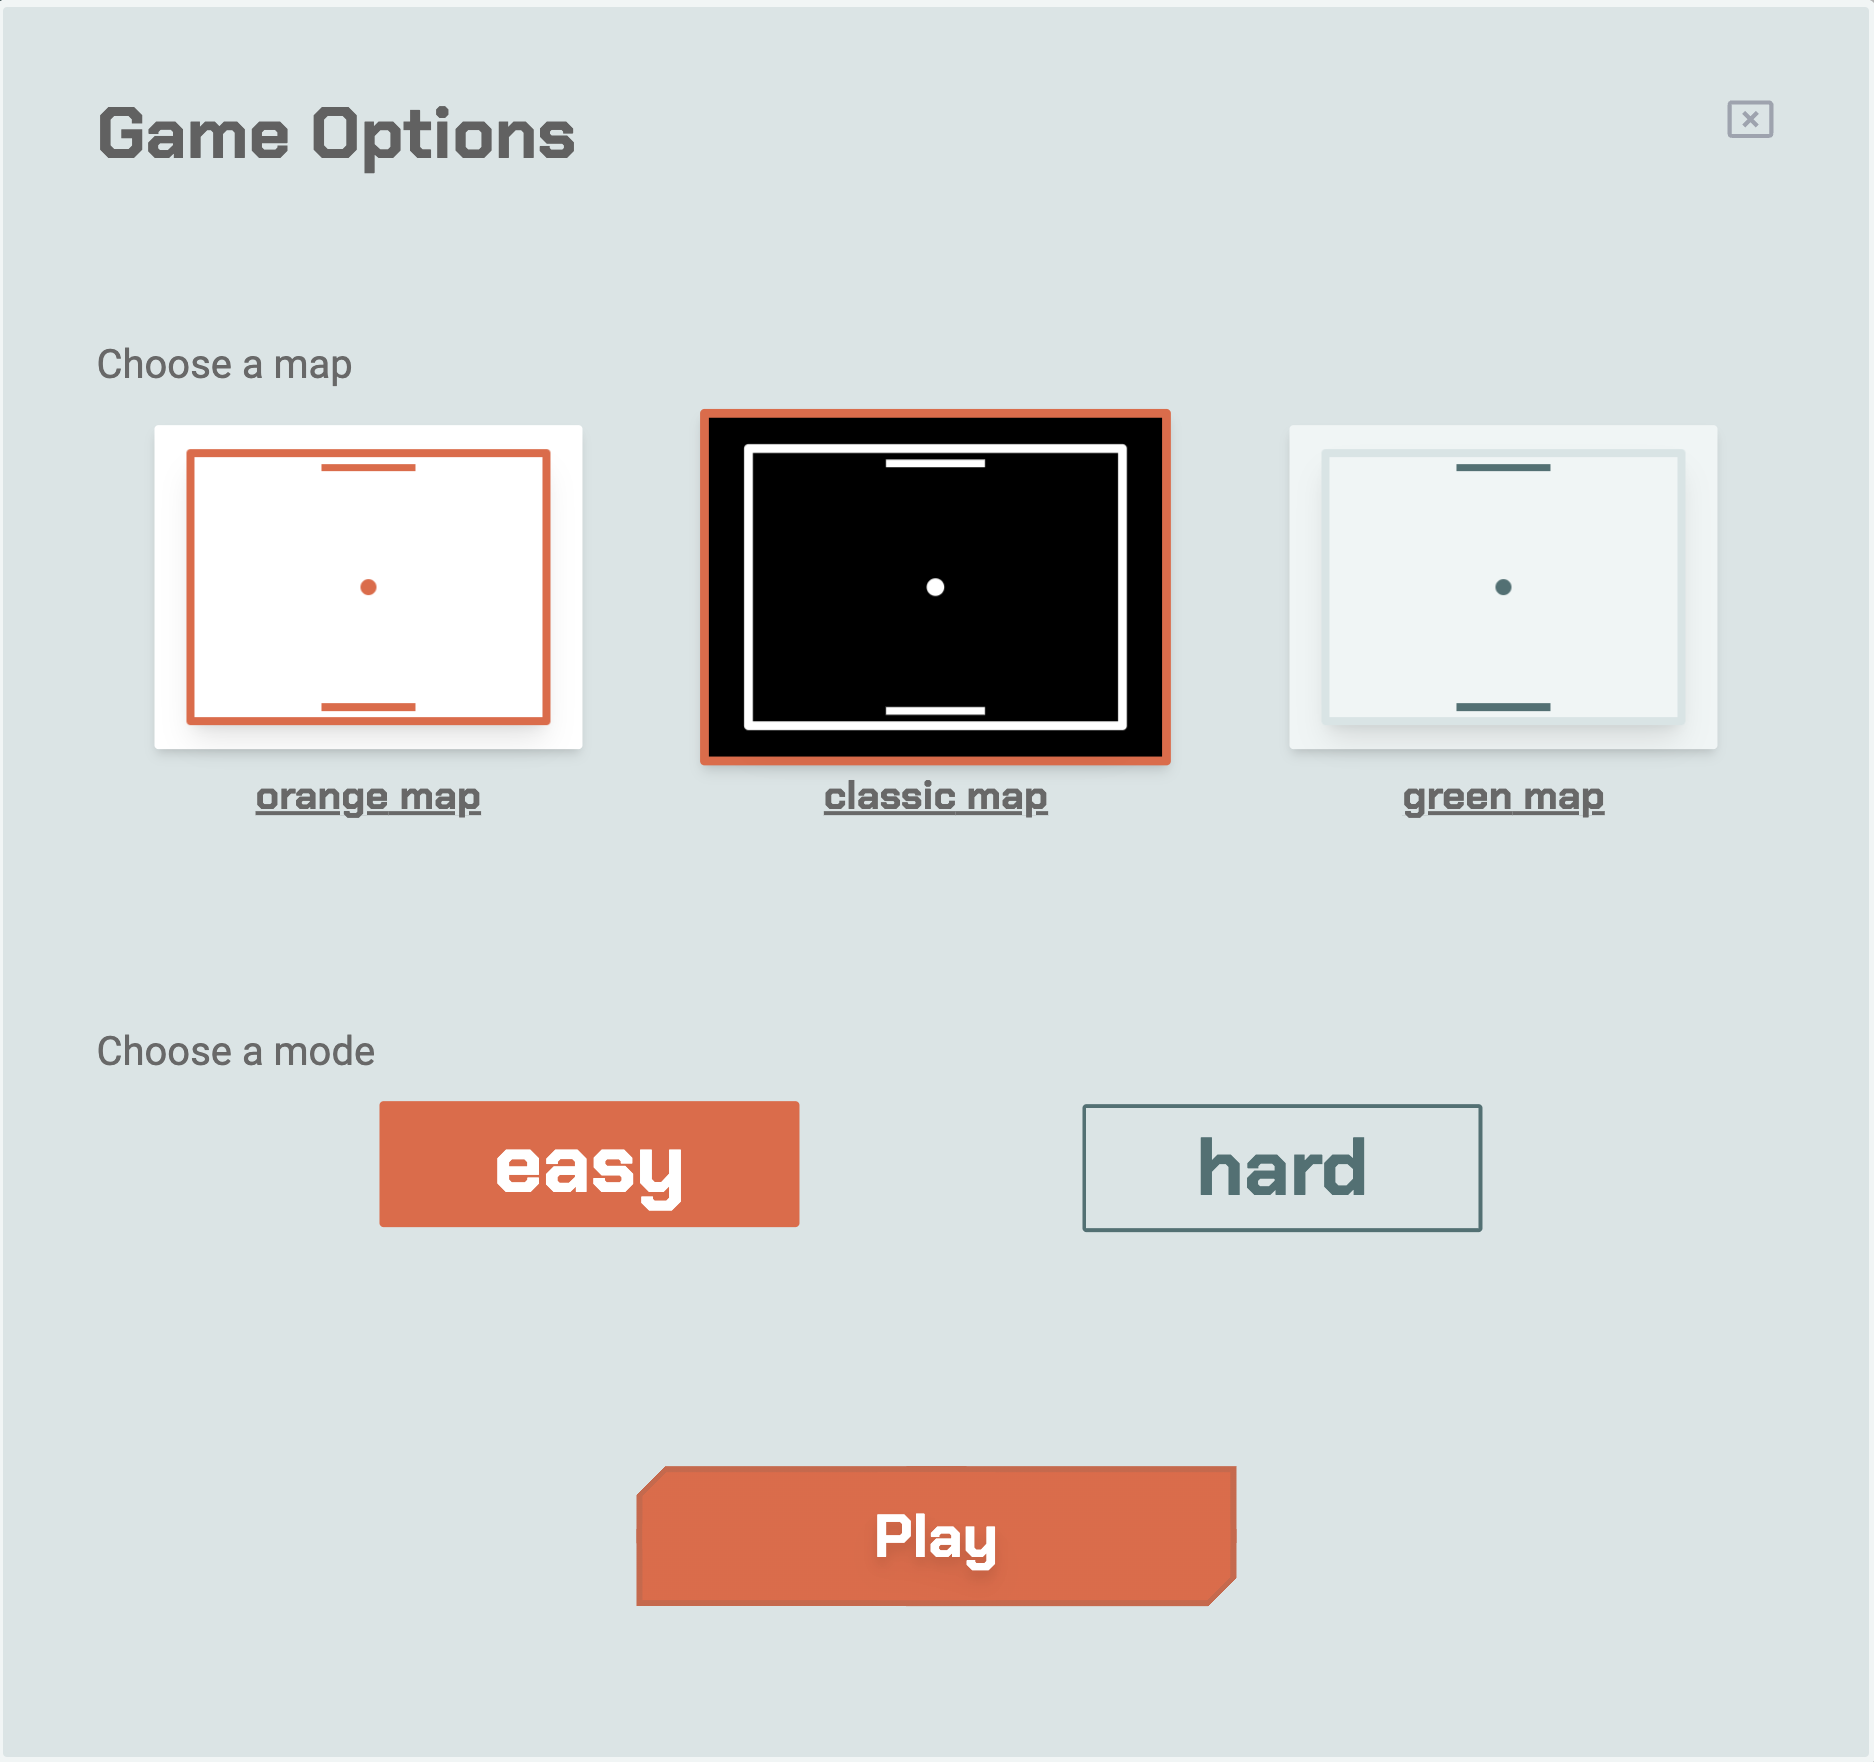 Game Options
Choose a map
orange map
classic map
green map
Choose a mode
easy
hard
Play